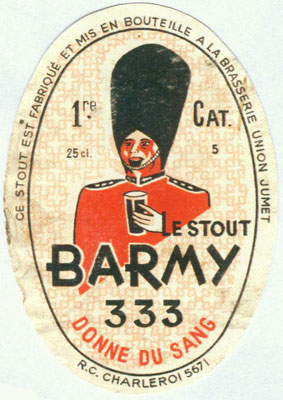 CE STOUT EST FABRIQUÉ ET MIS EN BOUTEILLE A LA BRASSERIE UNION JUMET
1re CAT.
25 cl. 5
LE STOUT
BARMY
333
DONNE DU SANG
R.C. CHARLEROI 5671